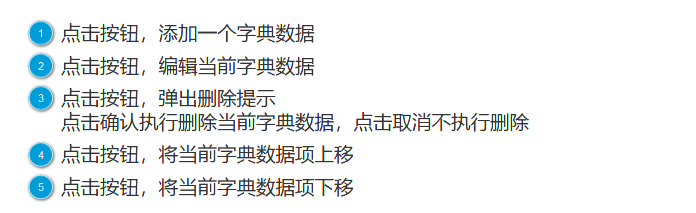 1 点击按钮，添加一个字典数据
2 点击按钮，编辑当前字典数据
3 点击按钮，弹出删除提示
点击确认执行删除当前字典数据，点击取消不执行删除
4 点击按钮，将当前字典数据项上移
5 点击按钮，将当前字典数据项下移